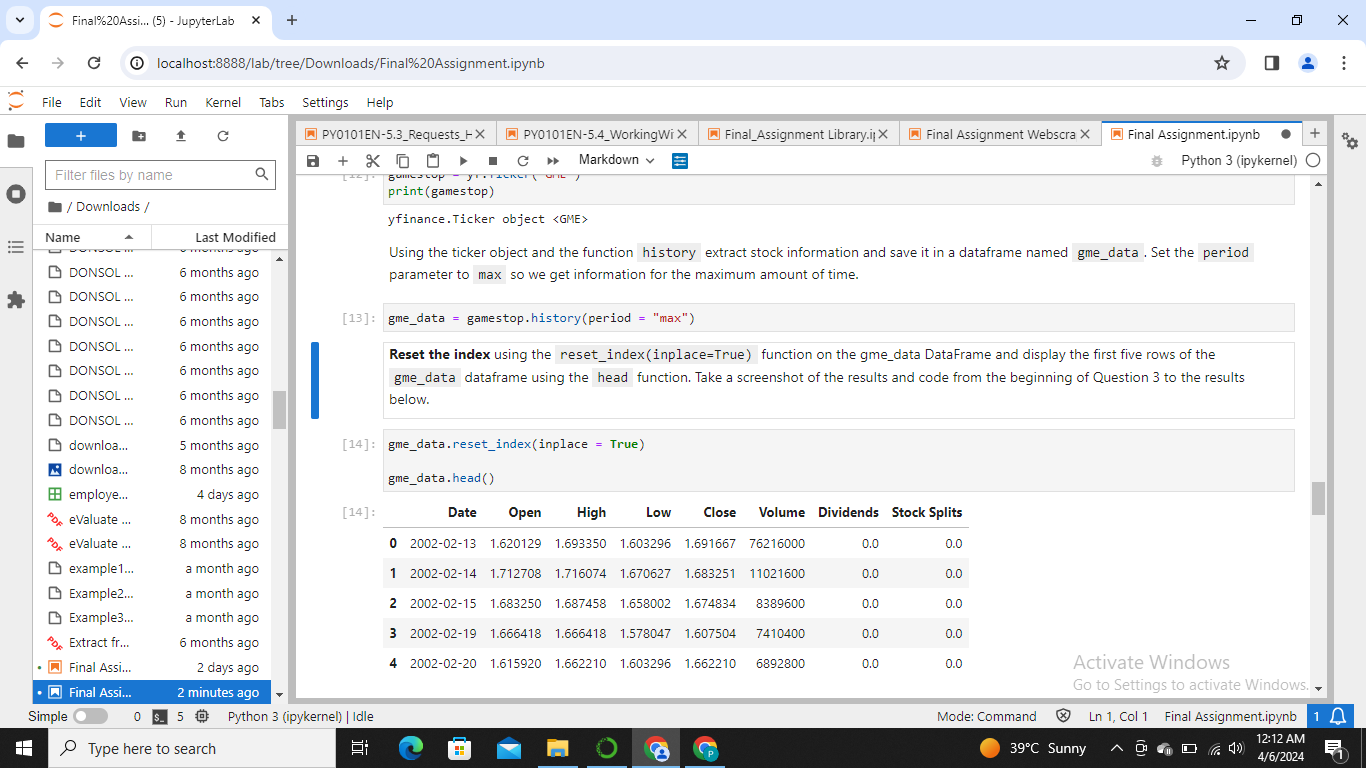 Final%20Assi... (5) - JupyterLab
localhost:8888/lab/tree/Downloads/Final%20Assignment.ipynb
File Edit View Run Kernel Tabs Settings Help
PY0101EN-5.3_Requests_H
PY0101EN-5.4_WorkingWi
Final_Assignment Library.i
Final Assignment Webscra
Final Assignment.ipynb
Markdown
Python 3 (ipykernel)
Filter files by name
/ Downloads /
Name Last Modified
DONSOL ... 6 months ago
DONSOL ... 6 months ago
DONSOL ... 6 months ago
DONSOL ... 6 months ago
DONSOL ... 6 months ago
DONSOL ... 6 months ago
DONSOL ... 6 months ago
DONSOL ... 6 months ago
downloa... 5 months ago
downloa... 8 months ago
employe... 4 days ago
eValuate ... 8 months ago
eValuate ... 8 months ago
example1... a month ago
Example2... a month ago
Example3... a month ago
Extract fr... 6 months ago
Final Assi... 2 days ago
Final Assi... 2 minutes ago
[12]: gamestop = yf.Ticker("GME")
print(gamestop)
yfinance.Ticker object <GME>
Using the ticker object and the function history extract stock information and save it in a dataframe named gme_data . Set the period
parameter to max so we get information for the maximum amount of time.
[13]: gme_data = gamestop.history(period = "max")
Reset the index using the reset_index(inplace=True) function on the gme_data DataFrame and display the first five rows of the
gme_data dataframe using the head function. Take a screenshot of the results and code from the beginning of Question 3 to the results
below.
[14]: gme_data.reset_index(inplace = True)
gme_data.head()
[14]: Date Open High Low Close Volume Dividends Stock Splits
0 2002-02-13 1.620129 1.693350 1.603296 1.691667 76216000 0.0 0.0
1 2002-02-14 1.712708 1.716074 1.670627 1.683251 11021600 0.0 0.0
2 2002-02-15 1.683250 1.687458 1.658002 1.674834 8389600 0.0 0.0
3 2002-02-19 1.666418 1.666418 1.578047 1.607504 7410400 0.0 0.0
4 2002-02-20 1.615920 1.662210 1.603296 1.662210 6892800 0.0 0.0
Activate Windows
Go to Settings to activate Windows.
Simple 0 5 Python 3 (ipykernel) | Idle
Mode: Command Ln 1, Col 1 Final Assignment.ipynb 1
Type here to search
39°C Sunny
12:12 AM
4/6/2024
1